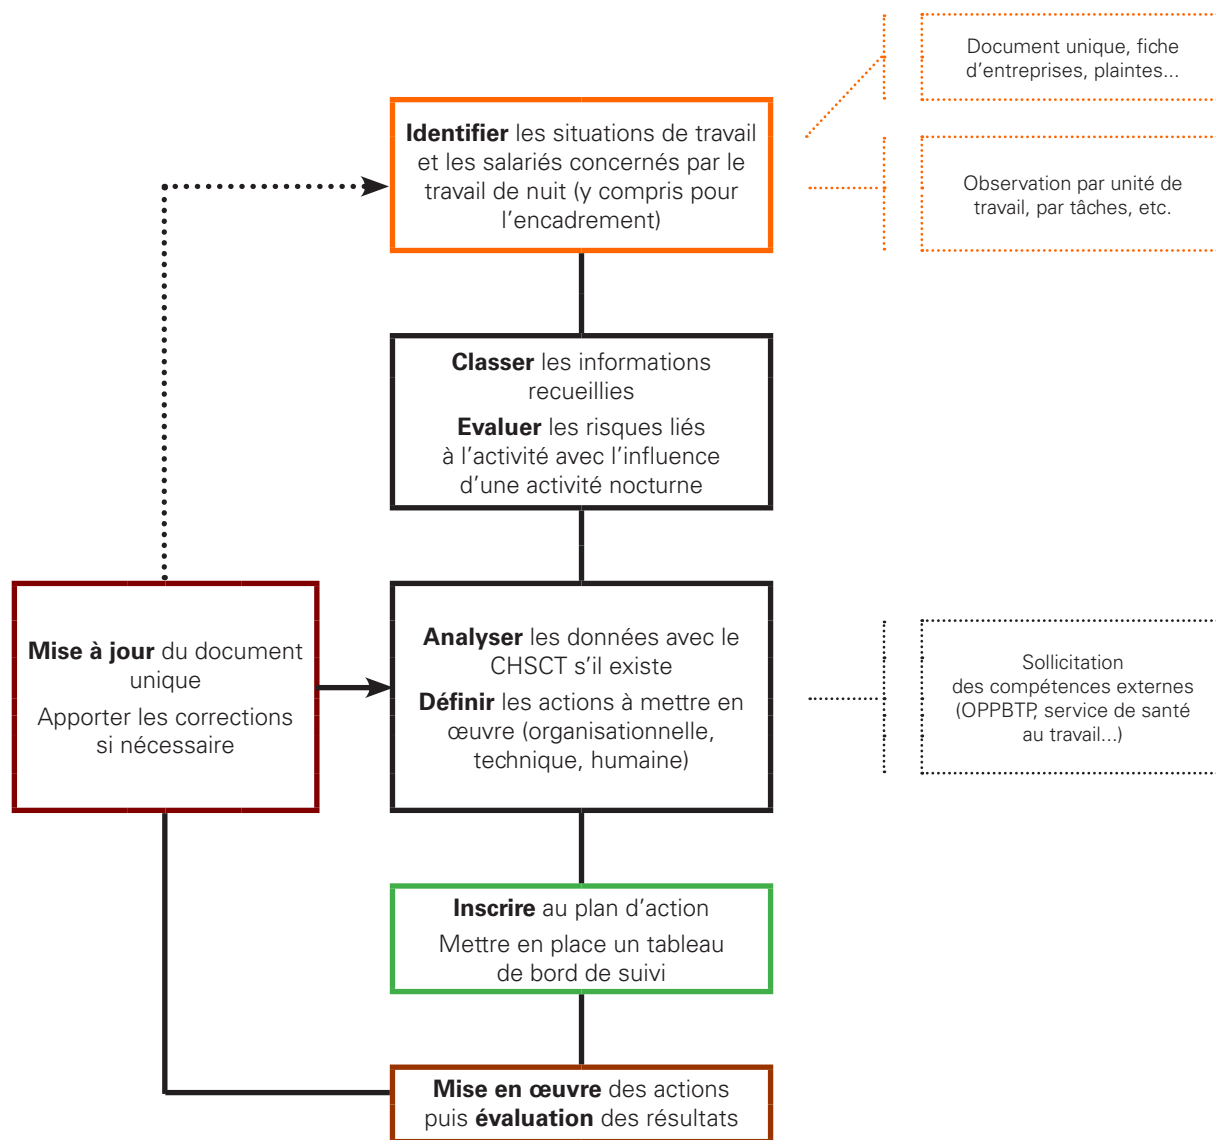 Document unique, fiche
d'entreprises, plaintes...
Identifier les situations de travail
et les salariés concernés par le
travail de nuit (y compris pour
l'encadrement)
Observation par unité de
travail, par tâches, etc.
Classer les informations
recueillies
Evaluer les risques liés
à l'activité avec l'influence
d'une activité nocturne
Mise à jour du document
unique
Apporter les corrections
si nécessaire
Analyser les données avec le
CHSCT s'il existe
Définir les actions à mettre en
œuvre (organisationnelle,
technique, humaine)
Sollicitation
des compétences externes
(OPPBTP, service de santé
au travail...)
Inscrire au plan d'action
Mettre en place un tableau
de bord de suivi
Mise en œuvre des actions
puis évaluation des résultats